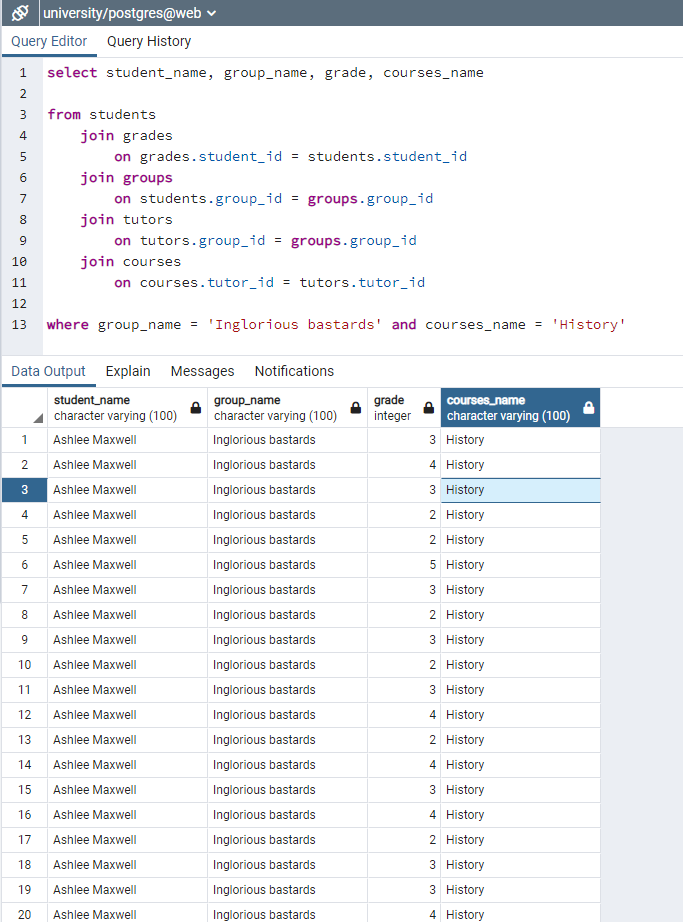 university/postgres@web
Query Editor Query History
1 select student_name, group_name, grade, courses_name
2
3 from students
4 join grades
5 on grades.student_id = students.student_id
6 join groups
7 on students.group_id = groups.group_id
8 join tutors
9 on tutors.group_id = groups.group_id
10 join courses
11 on courses.tutor_id = tutors.tutor_id
12
13 where group_name = 'Inglorious bastards' and courses_name = 'History'
Data Output Explain Messages Notifications
student_name group_name grade courses_name
character varying (100) character varying (100) integer character varying (100)
1 Ashlee Maxwell Inglorious bastards 3 History
2 Ashlee Maxwell Inglorious bastards 4 History
3 Ashlee Maxwell Inglorious bastards 3 History
4 Ashlee Maxwell Inglorious bastards 2 History
5 Ashlee Maxwell Inglorious bastards 2 History
6 Ashlee Maxwell Inglorious bastards 5 History
7 Ashlee Maxwell Inglorious bastards 3 History
8 Ashlee Maxwell Inglorious bastards 2 History
9 Ashlee Maxwell Inglorious bastards 3 History
10 Ashlee Maxwell Inglorious bastards 2 History
11 Ashlee Maxwell Inglorious bastards 3 History
12 Ashlee Maxwell Inglorious bastards 4 History
13 Ashlee Maxwell Inglorious bastards 2 History
14 Ashlee Maxwell Inglorious bastards 4 History
15 Ashlee Maxwell Inglorious bastards 3 History
16 Ashlee Maxwell Inglorious bastards 4 History
17 Ashlee Maxwell Inglorious bastards 2 History
18 Ashlee Maxwell Inglorious bastards 3 History
19 Ashlee Maxwell Inglorious bastards 3 History
20 Ashlee Maxwell Inglorious bastards 4 History